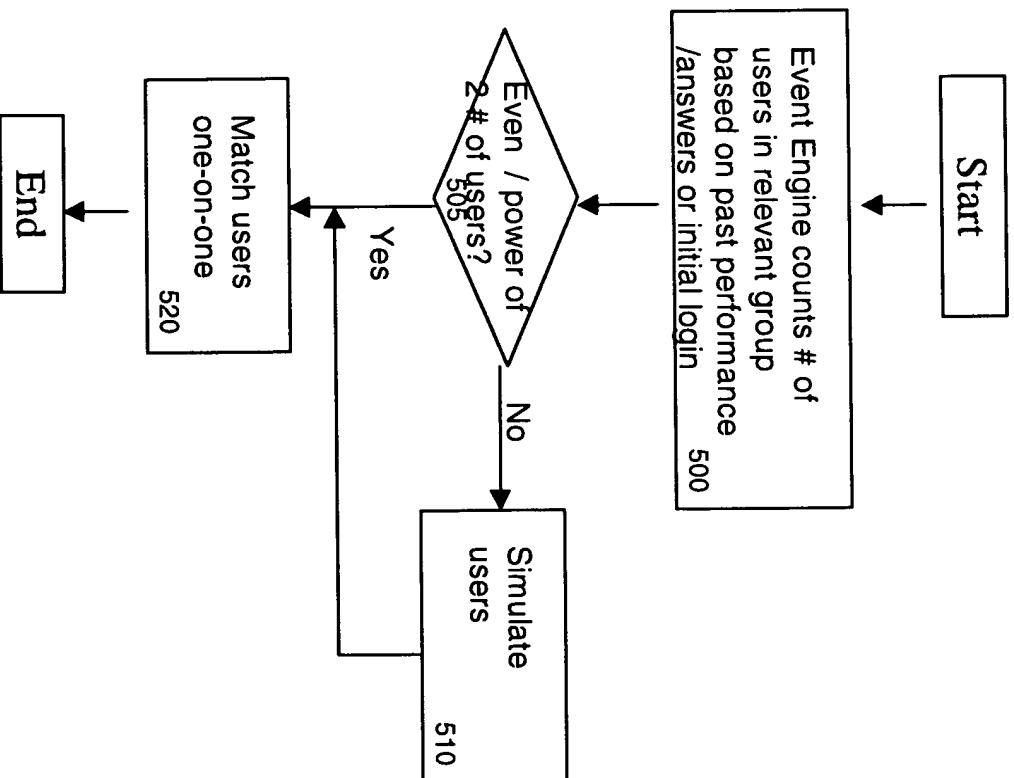 Start
Event Engine counts # of
users in relevant group
based on past performance
/answers or initial login
500
Even / power of
2 # of users?
505
No
Simulate
users
510
Yes
Match users
one-on-one
520
End